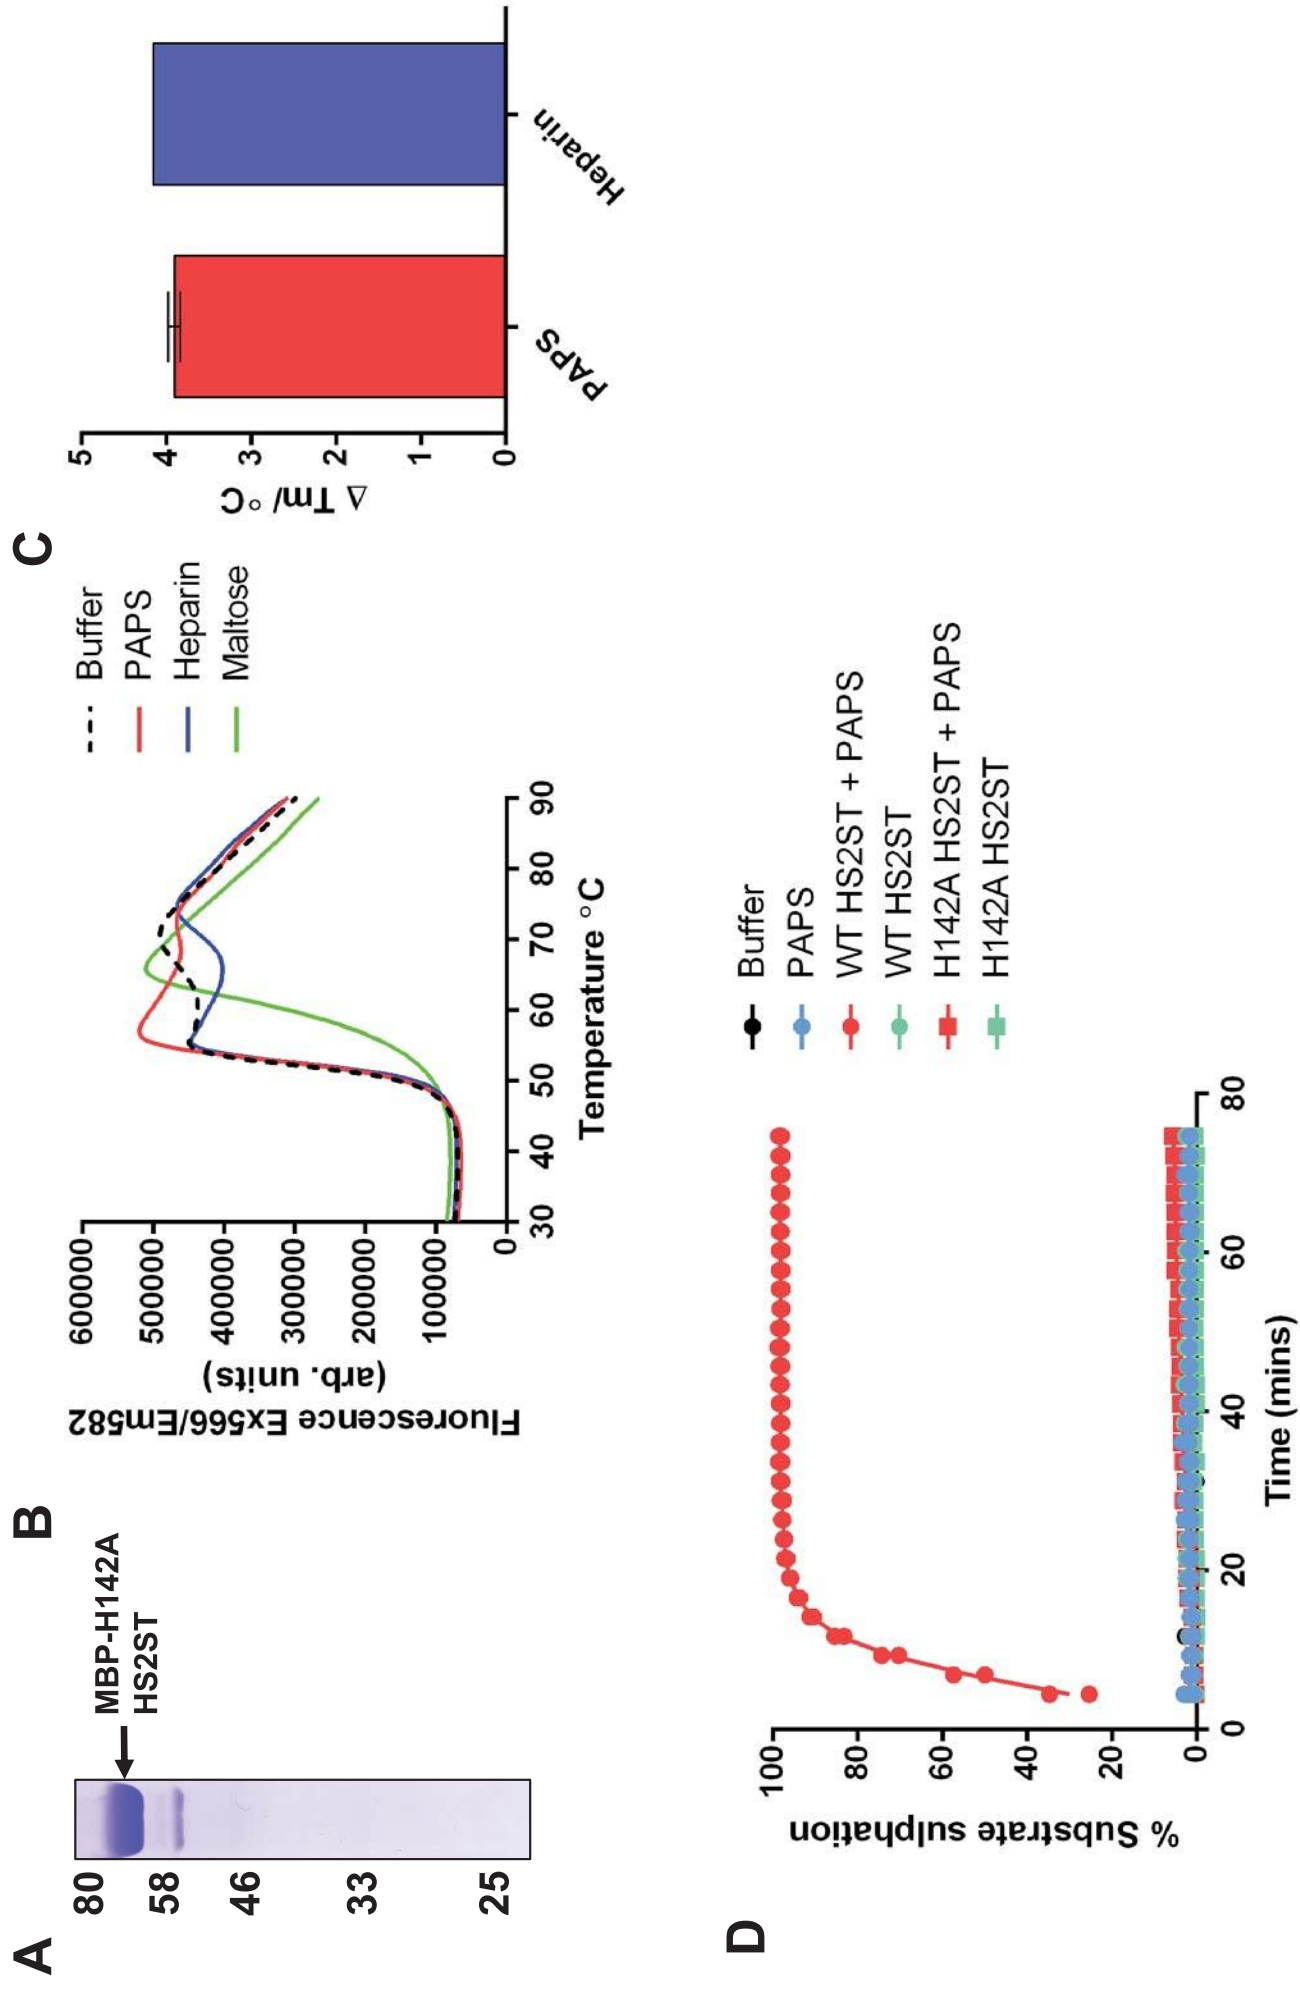 A
80
58
46
33
25
MBP-H142A
HS2ST
B
Fluorescence Ex566/Em582
(arb. units)
600000
500000
400000
300000
200000
100000
0
30 40 50 60 70 80 90
Temperature °C
Buffer
PAPS
Heparin
Maltose
C
Δ Tm/ °C
5
4
3
2
1
0
PAPS
Heparin
D
% Substrate sulphation
100
80
60
40
20
0
0 20 40 60 80
Time (mins)
Buffer
PAPS
WT HS2ST + PAPS
WT HS2ST
H142A HS2ST + PAPS
H142A HS2ST